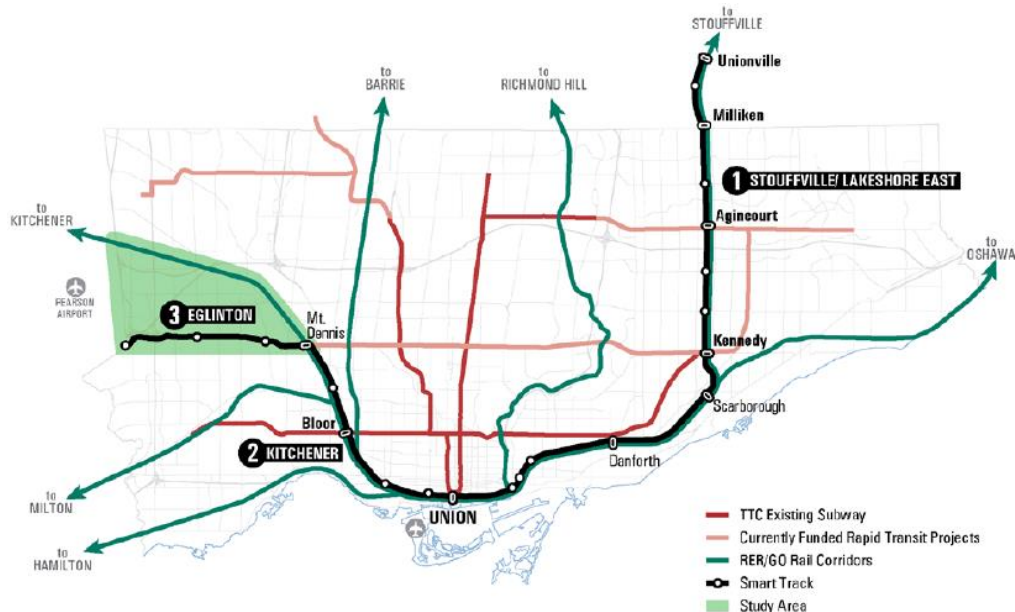 to
STOUFFVILLE
Unionville
to
BARRIE
to
RICHMOND HILL
Milliken
1 STOUFFVILLE/ LAKESHORE EAST
to
KITCHENER
Agincourt
to
OSHAWA
PEARSON
AIRPORT
3 EGLINTON
Mt.
Dennis
Kennedy
Scarborough
Bloor
2 KITCHENER
Danforth
to
MILTON
UNION
to
HAMILTON
TTC Existing Subway
Currently Funded Rapid Transit Projects
RER/GO Rail Corridors
Smart Track
Study Area